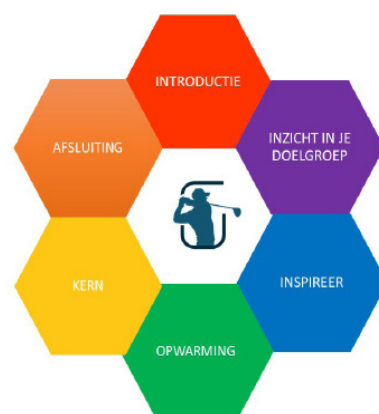 INTRODUCTIE
INZICHT IN JE
DOELGROEP
INSPIREER
OPWARMING
KERN
AFSLUITING